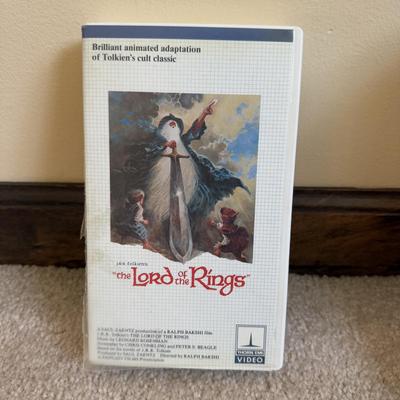 Brilliant animated adaptation
of Tolkien's cult classic
J.R.R. Tolkien's
"the Lord of the Rings"
A SAUL ZAENTZ production of a RALPH BAKSHI film
J.R.R. Tolkien's THE LORD OF THE RINGS
Music by LEONARD ROSENMAN
Screenplay by CHRIS CONKLING and PETER S. BEAGLE
Based on the novels of J.R.R. Tolkien
Produced by SAUL ZAENTZ Directed by RALPH BAKSHI
A FANTASY FILMS Presentation
THORN EMI
VIDEO